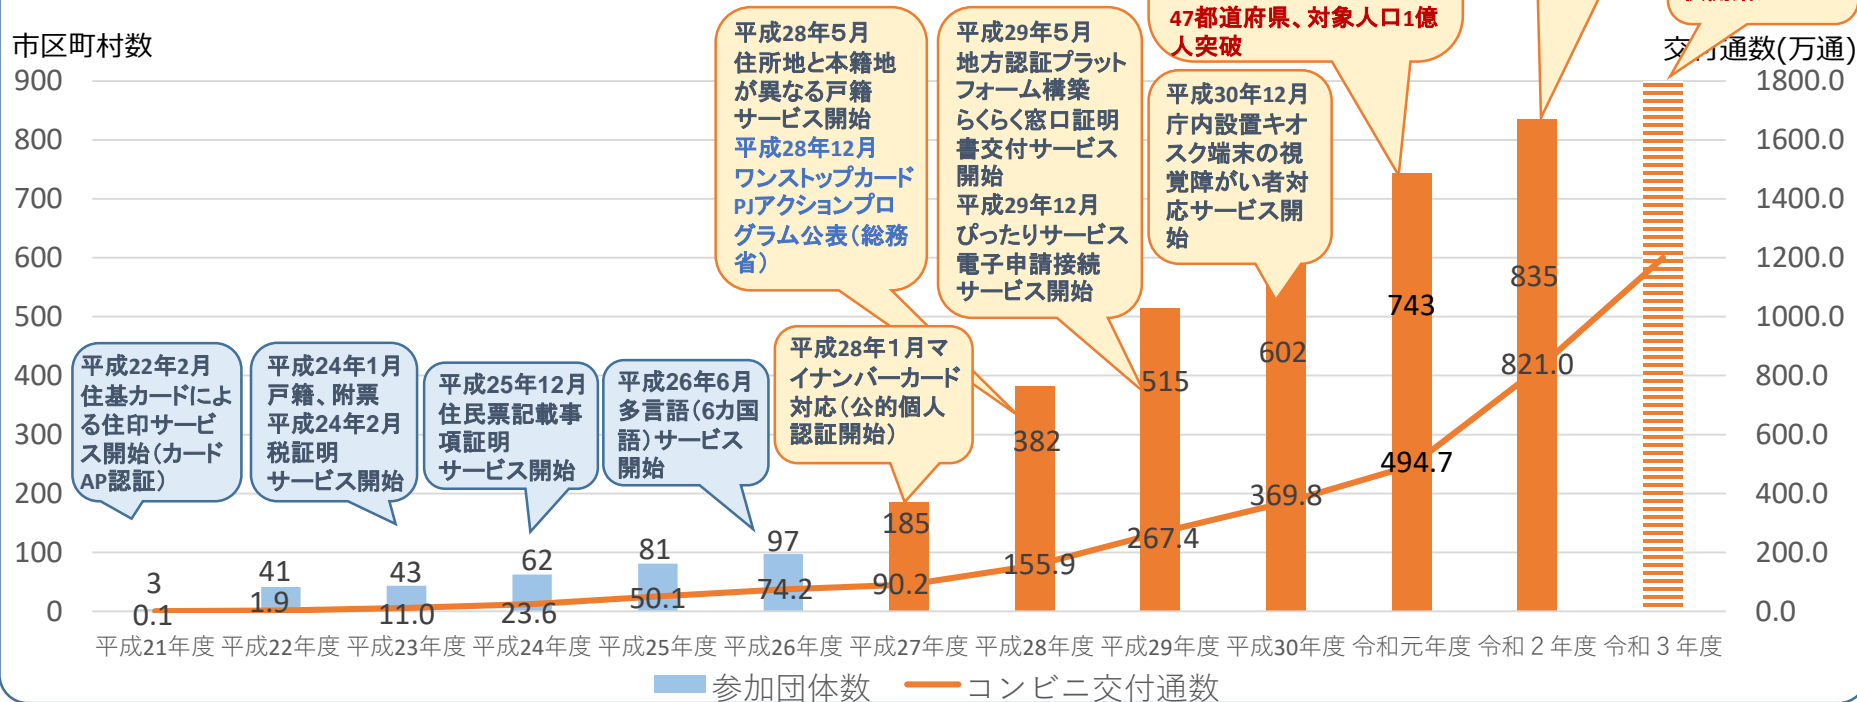 47都道府県、対象人口1億
人突破
市区町村数
交付通数(万通)
平成28年5月
住所地と本籍地
が異なる戸籍
サービス開始
平成28年12月
ワンストップカード
PJアクションプロ
グラム公表(総務
省)
平成29年5月
地方認証プラット
フォーム構築
らくらく窓口証明
書交付サービス
開始
平成29年12月
ぴったりサービス
電子申請接続
サービス開始
平成30年12月
庁内設置キオ
スク端末の視
覚障がい者対
応サービス開
始
平成22年2月
住基カードによ
る住印サービ
ス開始(カード
AP認証)
平成24年1月
戸籍、附票
平成24年2月
税証明
サービス開始
平成25年12月
住民票記載事
項証明
サービス開始
平成26年6月
多言語(6カ国
語)サービス
開始
平成28年1月マ
イナンバーカード
対応(公的個人
認証開始)
900
800
700
600
500
400
300
200
100
0
1800.0
1600.0
1400.0
1200.0
1000.0
800.0
600.0
400.0
200.0
0.0
3
41
43
62
81
97
185
382
515
602
743
835
0.1
1.9
11.0
23.6
50.1
74.2
90.2
155.9
267.4
369.8
494.7
821.0
平成21年度 平成22年度 平成23年度 平成24年度 平成25年度 平成26年度 平成27年度 平成28年度 平成29年度 平成30年度 令和元年度 令和2年度 令和3年度
参加団体数 コンビニ交付通数